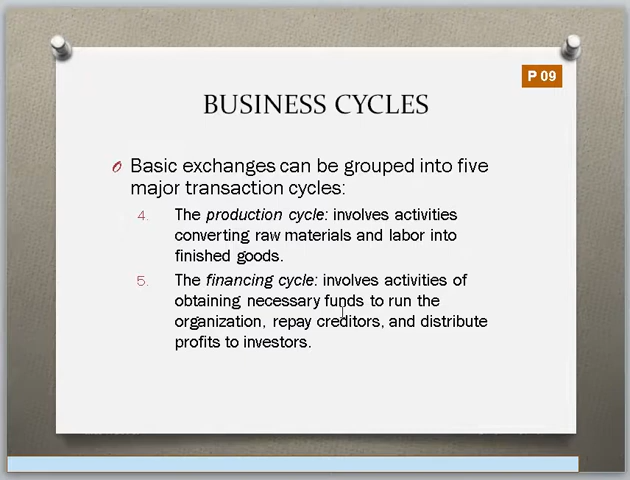 P 09
BUSINESS CYCLES
Basic exchanges can be grouped into five
major transaction cycles:
4. The production cycle: involves activities
converting raw materials and labor into
finished goods.
5. The financing cycle: involves activities of
obtaining necessary funds to run the
organization, repay creditors, and distribute
profits to investors.